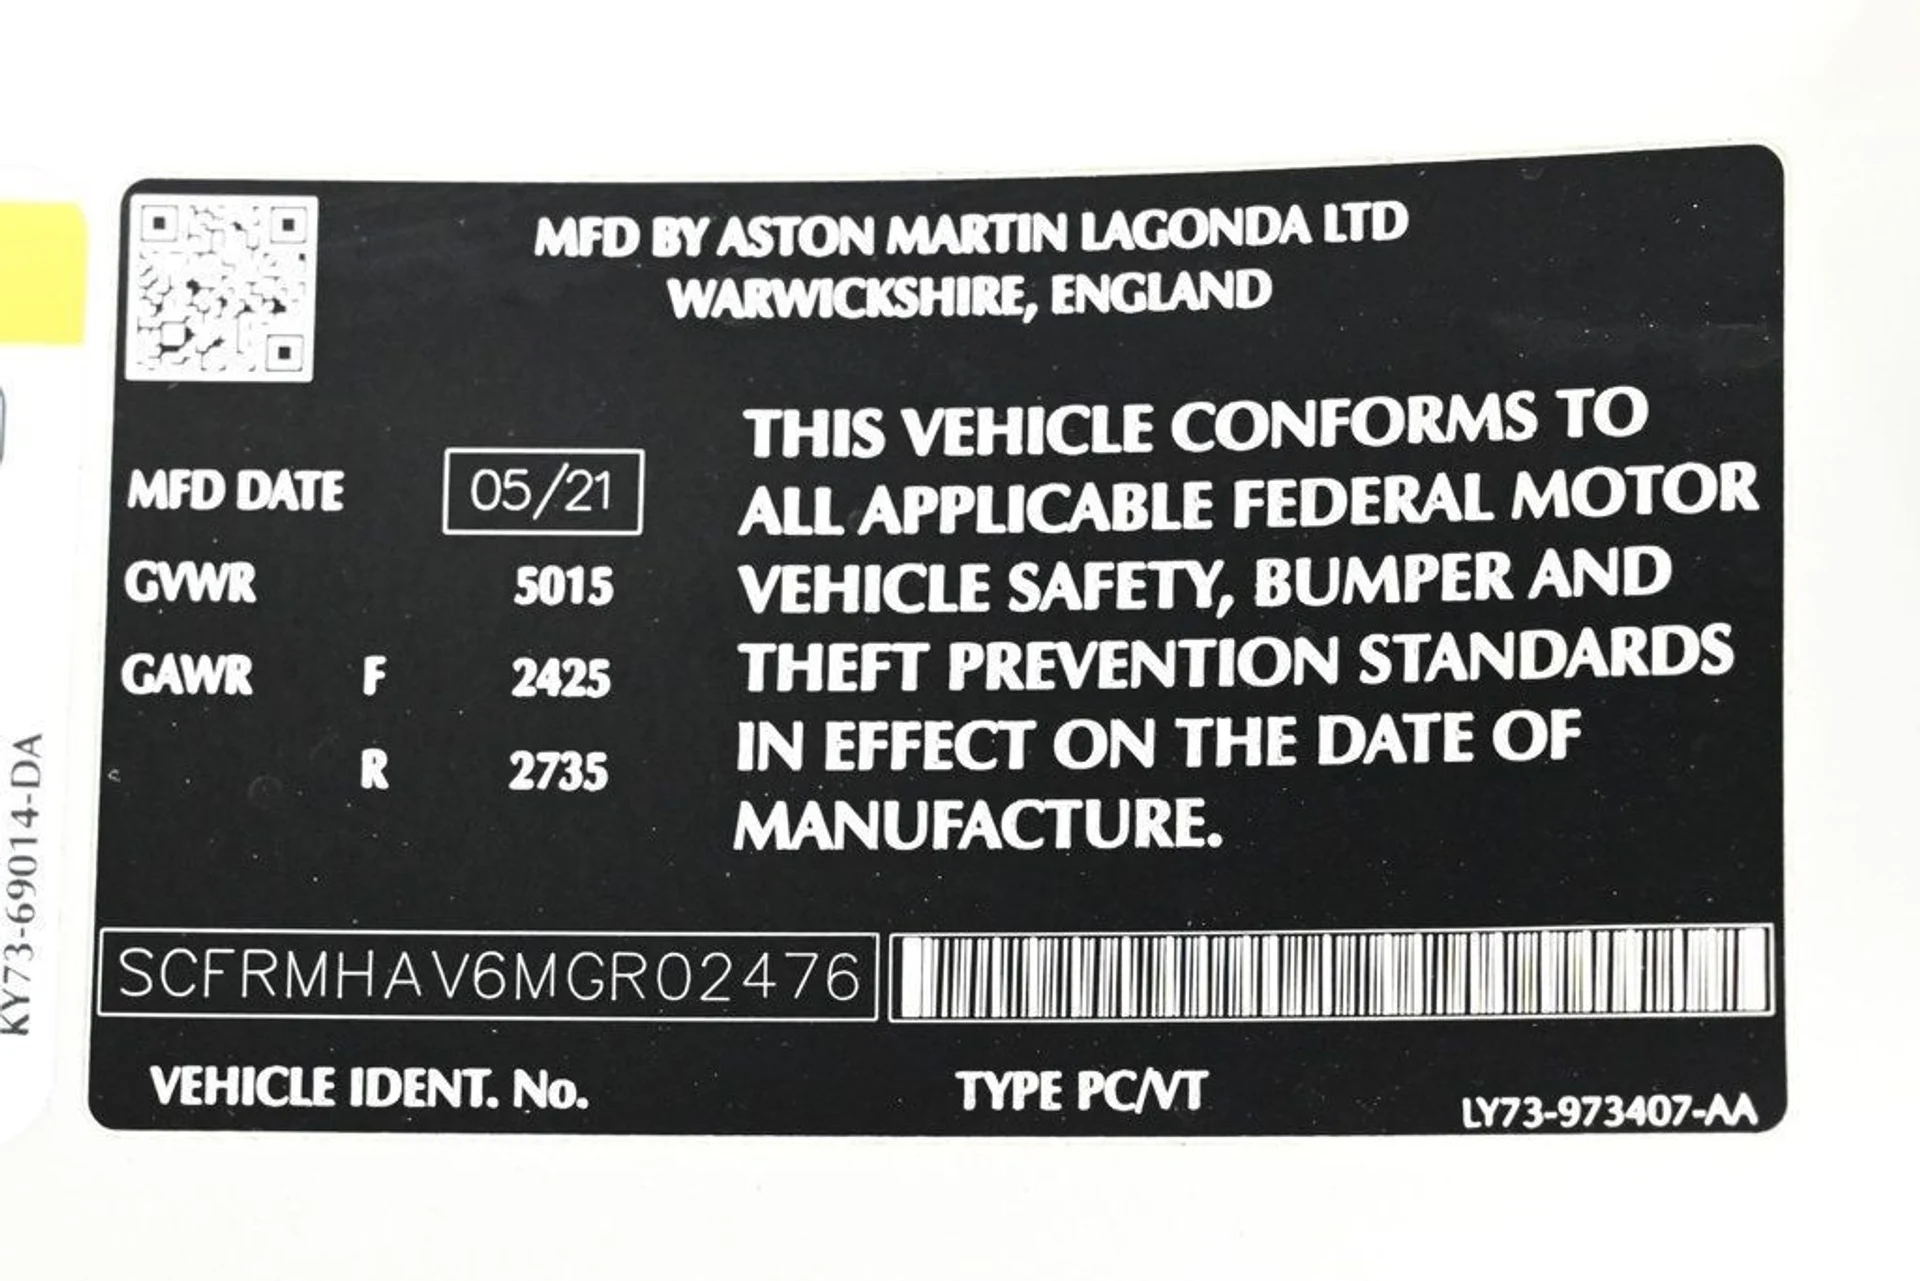 MFD BY ASTON MARTIN LAGONDA LTD
WARWICKSHIRE, ENGLAND
THIS VEHICLE CONFORMS TO
ALL APPLICABLE FEDERAL MOTOR
VEHICLE SAFETY, BUMPER AND
THEFT PREVENTION STANDARDS
IN EFFECT ON THE DATE OF
MANUFACTURE.
MFD DATE 05/21
GVWR 5015
GAWR F 2425
R 2735
SCFRMHAV6MGR02476
VEHICLE IDENT. No.
TYPE PC/VT
LY73-973407-AA
KY73-69014-DA